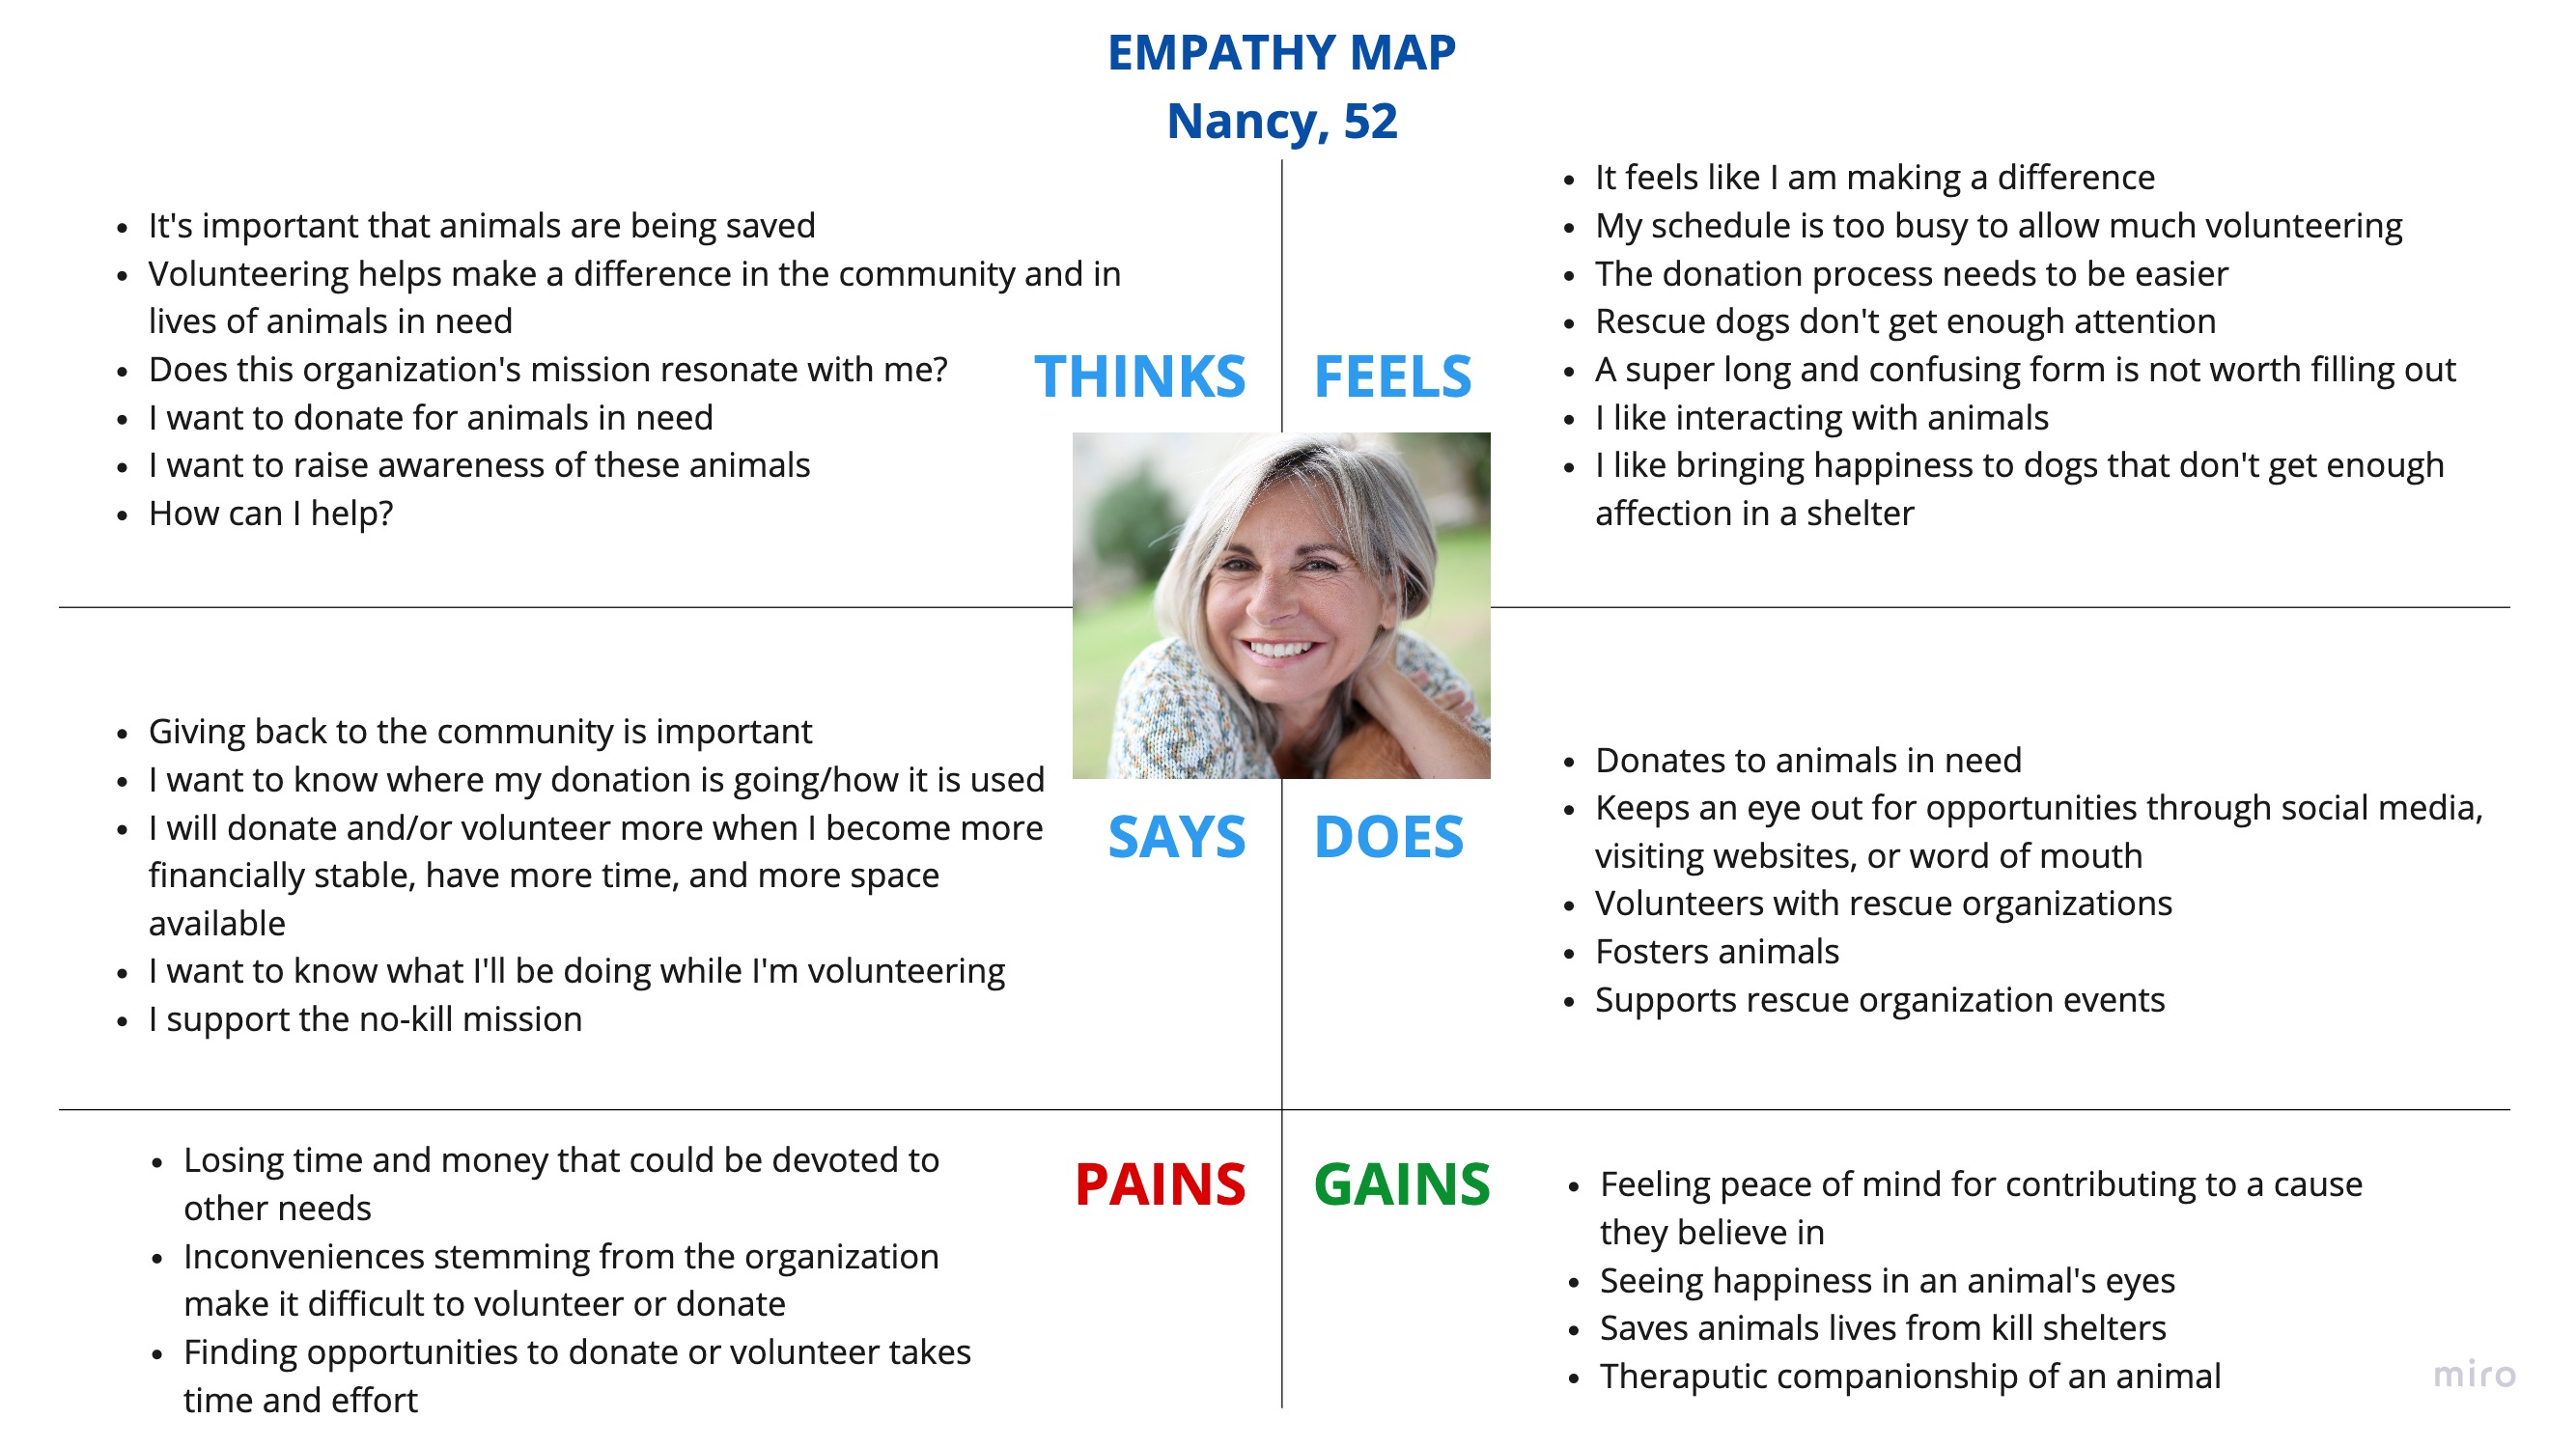 EMPATHY MAP
Nancy, 52
• It's important that animals are being saved
• Volunteering helps make a difference in the community and in
lives of animals in need
• Does this organization's mission resonate with me?
• I want to donate for animals in need
• I want to raise awareness of these animals
• How can I help?
THINKS
FEELS
• It feels like I am making a difference
• My schedule is too busy to allow much volunteering
• The donation process needs to be easier
• Rescue dogs don't get enough attention
• A super long and confusing form is not worth filling out
• I like interacting with animals
• I like bringing happiness to dogs that don't get enough
affection in a shelter
• Giving back to the community is important
• I want to know where my donation is going/how it is used
• I will donate and/or volunteer more when I become more
financially stable, have more time, and more space
available
• I want to know what I'll be doing while I'm volunteering
• I support the no-kill mission
SAYS
DOES
• Donates to animals in need
• Keeps an eye out for opportunities through social media,
visiting websites, or word of mouth
• Volunteers with rescue organizations
• Fosters animals
• Supports rescue organization events
• Losing time and money that could be devoted to
other needs
• Inconveniences stemming from the organization
make it difficult to volunteer or donate
• Finding opportunities to donate or volunteer takes
time and effort
PAINS
GAINS
• Feeling peace of mind for contributing to a cause
they believe in
• Seeing happiness in an animal's eyes
• Saves animals lives from kill shelters
• Theraputic companionship of an animal
miro